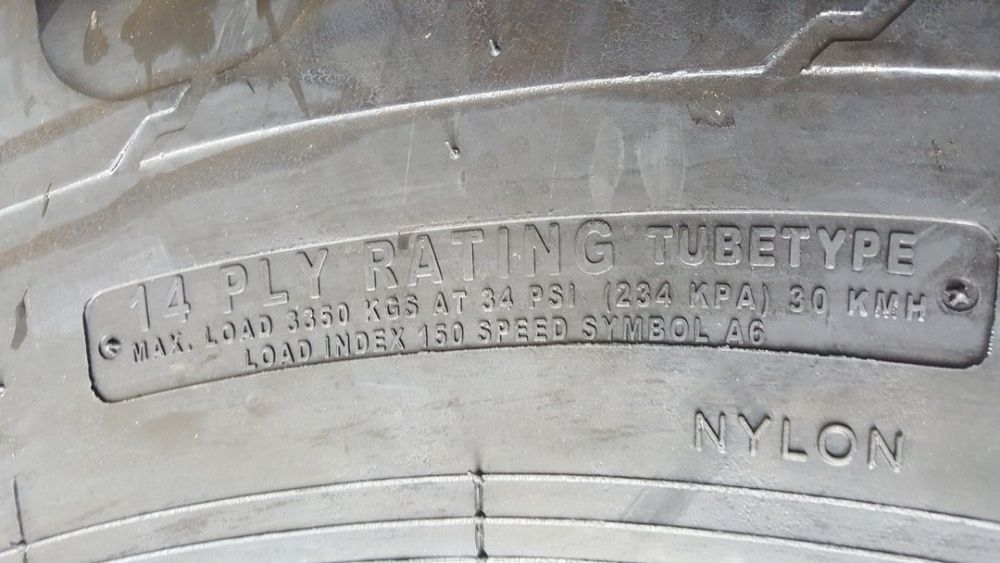 14 PLY RATING TUBETYPE
MAX. LOAD 3350 KGS AT 34 PSI (234 KPA) 30 KMH
LOAD INDEX 150 SPEED SYMBOL A6
NYLON